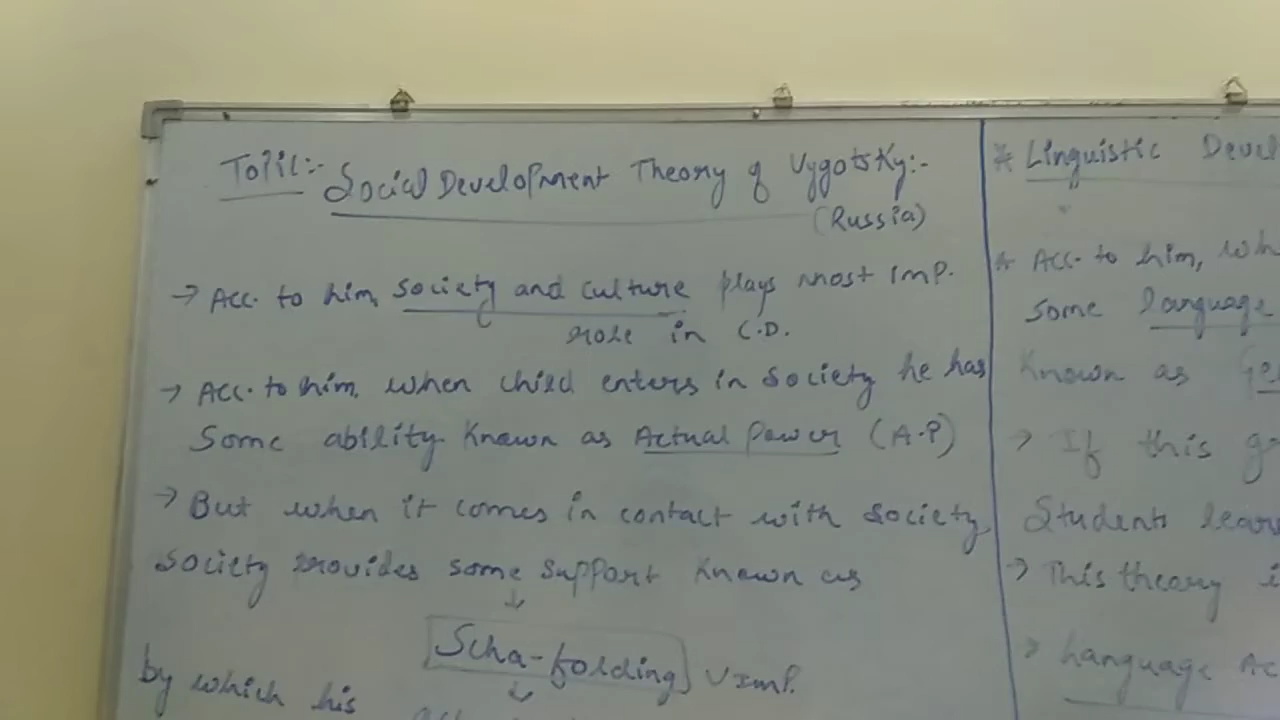 Topic:- Social Development Theory of Vygotsky:-
(Russia)
→ Acc. to him, society and culture plays most imp.
role in C.D.
→ Acc. to him, when child enters in society he has
some ability. Known as Actual Power (A.P)
→ But when it comes in contact with society,
society provides some support known as
↓
Scha-folding V Imp.
↓
by which his
* Linguistic Devel
* Acc. to him, wh
some language
Known as Ge
→ If this g
Students lear
→ This theory i
→ Language Ac